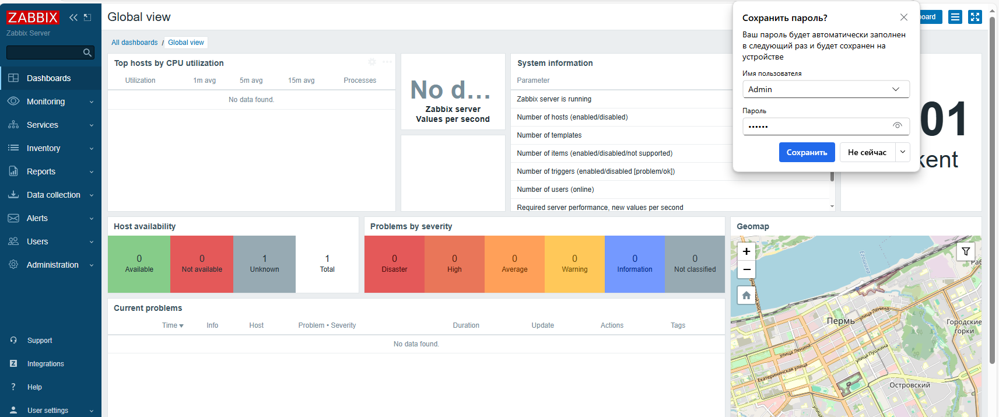 ZABBIX
Zabbix Server
Dashboards
Monitoring
Services
Inventory
Reports
Data collection
Alerts
Users
Administration
Support
Integrations
Help
User settings
Global view
All dashboards / Global view
Top hosts by CPU utilization
Utilization 1m avg 5m avg 15m avg Processes
No data found.
No d...
Zabbix server
Values per second
System information
Parameter
Zabbix server is running
Number of hosts (enabled/disabled)
Number of templates
Number of items (enabled/disabled/not supported)
Number of triggers (enabled/disabled [problem/ok])
Number of users (online)
Required server performance, new values per second
Сохранить пароль?
Ваш пароль будет автоматически заполнен
в следующий раз и будет сохранен на
устройстве
Имя пользователя
Admin
Пароль
••••••
Сохранить
Не сейчас
oard
01
kent
Host availability
0 0 1 1
Available Not available Unknown Total
Problems by severity
0 0 0 0 0 0
Disaster High Average Warning Information Not classified
Current problems
Time Info Host Problem • Severity Duration Update Actions Tags
No data found.
Geomap
+
−
Егошиха
Раб
улица Ленина
Пермь
Городские
горки
улица Ленина
улица Пушкина
Екатерининская улица
Островский